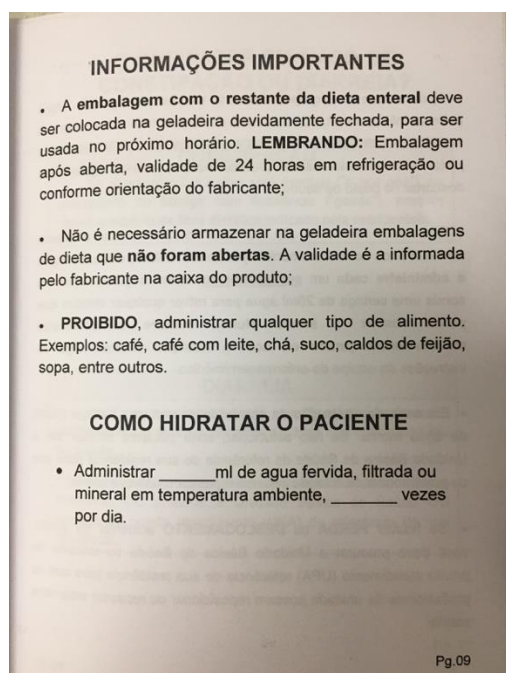 INFORMAÇÕES IMPORTANTES
. A embalagem com o restante da dieta enteral deve
ser colocada na geladeira devidamente fechada, para ser
usada no próximo horário. LEMBRANDO: Embalagem
após aberta, validade de 24 horas em refrigeração ou
conforme orientação do fabricante;
. Não é necessário armazenar na geladeira embalagens
de dieta que não foram abertas. A validade é a informada
pelo fabricante na caixa do produto;
. PROIBIDO, administrar qualquer tipo de alimento.
Exemplos: café, café com leite, chá, suco, caldos de feijão,
sopa, entre outros.
COMO HIDRATAR O PACIENTE
• Administrar ______ml de agua fervida, filtrada ou
mineral em temperatura ambiente, _______ vezes
por dia.
Pg.09